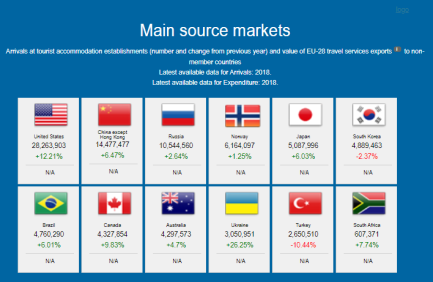 logo
Main source markets
Arrivals at tourist accommodation establishments (number and change from previous year) and value of EU-28 travel services exports to non-
member countries
Latest available data for Arrivals: 2018.
Latest available data for Expenditure: 2018.
United States
28,263,903
+12.21%
N/A
China except
Hong Kong
14,477,477
+6.47%
N/A
Russia
10,544,560
+2.64%
N/A
Norway
6,164,097
+1.25%
N/A
Japan
5,087,996
+6.03%
N/A
South Korea
4,889,463
-2.37%
N/A
Brazil
4,760,290
+6.01%
N/A
Canada
4,327,854
+9.83%
N/A
Australia
4,297,573
+4.7%
N/A
Ukraine
3,050,951
+26.25%
N/A
Turkey
2,650,510
-10.44%
N/A
South Africa
607,371
+7.74%
N/A